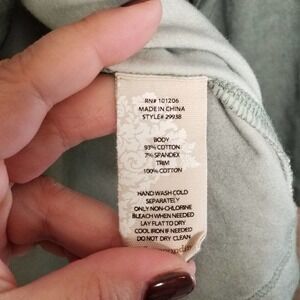 RN# 101206
MADE IN CHINA
STYLE# 29938
BODY
93% COTTON
7% SPANDEX
TRIM
100% COTTON
HAND WASH COLD
SEPARATELY
ONLY NON-CHLORINE
BLEACH WHEN NEEDED
LAY FLAT TO DRY
COOL IRON IF NEEDED
DO NOT DRY CLEAN